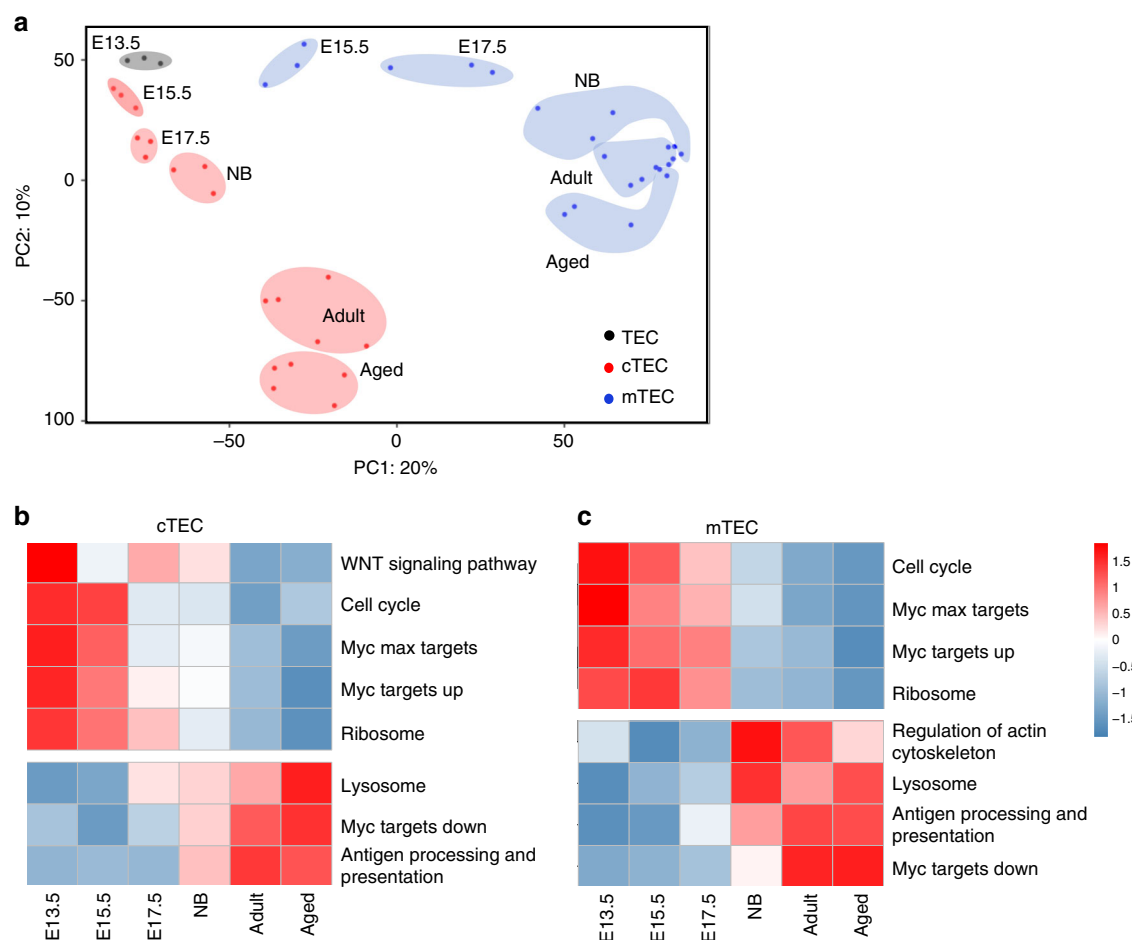 a
E13.5
E15.5
E17.5
NB
Adult
Aged
E15.5
E17.5
NB
Adult
Aged
TEC
cTEC
mTEC
50
0
−50
100
PC2: 10%
−50
0
50
PC1: 20%
b
cTEC
WNT signaling pathway
Cell cycle
Myc max targets
Myc targets up
Ribosome
Lysosome
Myc targets down
Antigen processing and
presentation
E13.5
E15.5
E17.5
NB
Adult
Aged
c
mTEC
Cell cycle
Myc max targets
Myc targets up
Ribosome
Regulation of actin
cytoskeleton
Lysosome
Antigen processing and
presentation
Myc targets down
E13.5
E15.5
E17.5
NB
Adult
Aged
1.5
1
0.5
0
−0.5
−1
−1.5